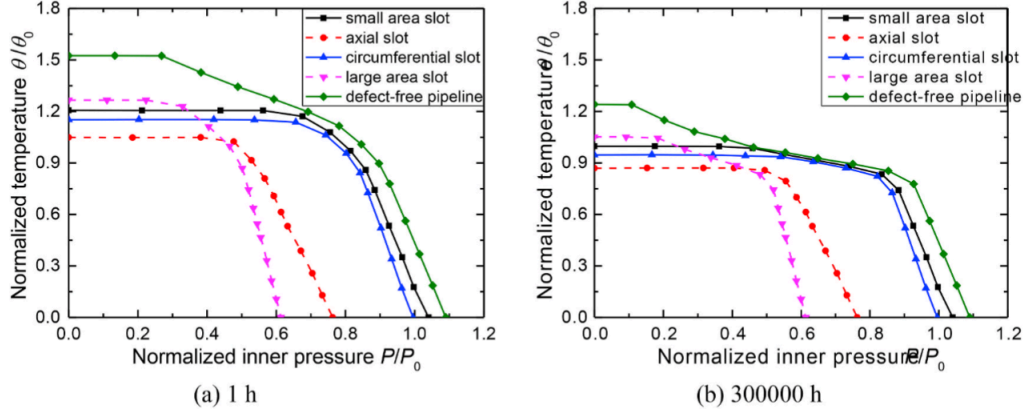 1.8
1.5
1.2
0.9
0.6
0.3
0.0
Normalized temperature θ/θ0
small area slot
axial slot
circumferential slot
large area slot
defect-free pipeline
0.0 0.2 0.4 0.6 0.8 1.0 1.2
Normalized inner pressure P/P0
(a) 1 h
1.8
1.5
1.2
0.9
0.6
0.3
0.0
Normalized temperature θ/θ0
small area slot
axial slot
circumferential slot
large area slot
defect-free pipeline
0.0 0.2 0.4 0.6 0.8 1.0 1.2
Normalized inner pressure P/P0
(b) 300000 h